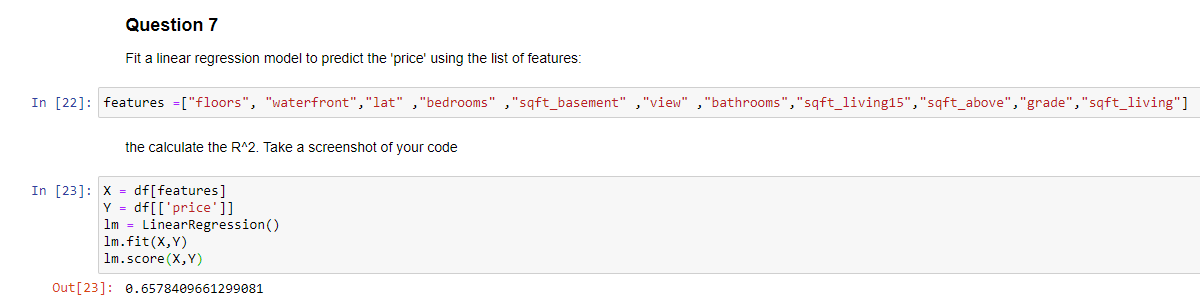 Question 7
Fit a linear regression model to predict the 'price' using the list of features:
In [22]: features =["floors", "waterfront","lat" ,"bedrooms" ,"sqft_basement" ,"view" ,"bathrooms","sqft_living15","sqft_above","grade","sqft_living"]
the calculate the R^2. Take a screenshot of your code
In [23]: X = df[features]
Y = df[['price']]
lm = LinearRegression()
lm.fit(X,Y)
lm.score(X,Y)
Out[23]: 0.6578409661299081